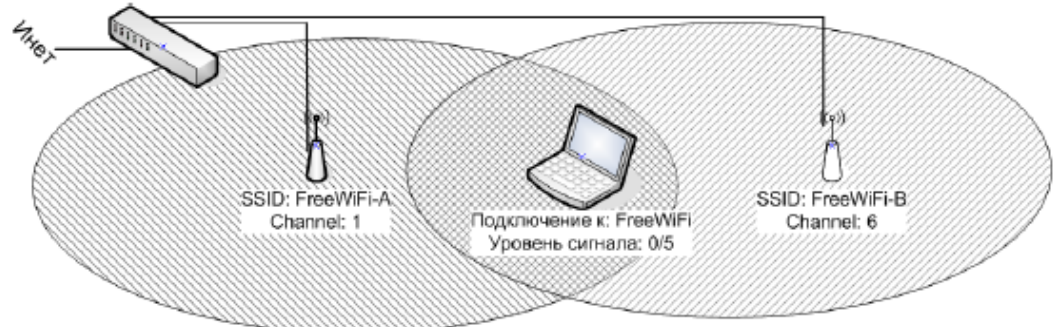 Инет
SSID: FreeWiFi-A
Channel: 1
Подключение к: FreeWiFi
Уровень сигнала: 0/5
SSID: FreeWiFi-B
Channel: 6